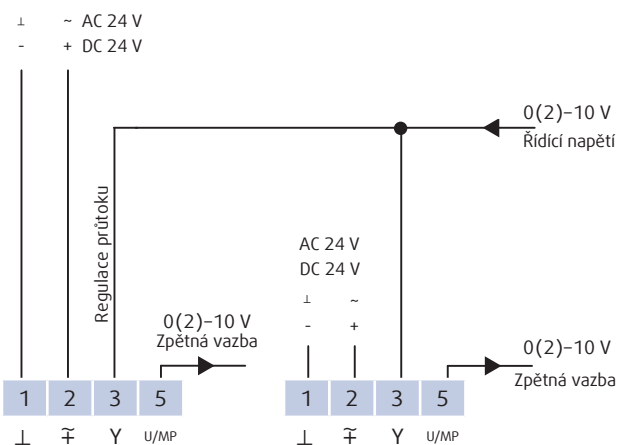 ⊥ ~ AC 24 V
- + DC 24 V
0(2)–10 V
Řídící napětí
Regulace průtoku
AC 24 V
DC 24 V
⊥ ~
- +
0(2)–10 V
Zpětná vazba
0(2)–10 V
Zpětná vazba
1 2 3 5
1 2 3 5
⊥ ∓̃ Y U/MP
⊥ ∓̃ Y U/MP